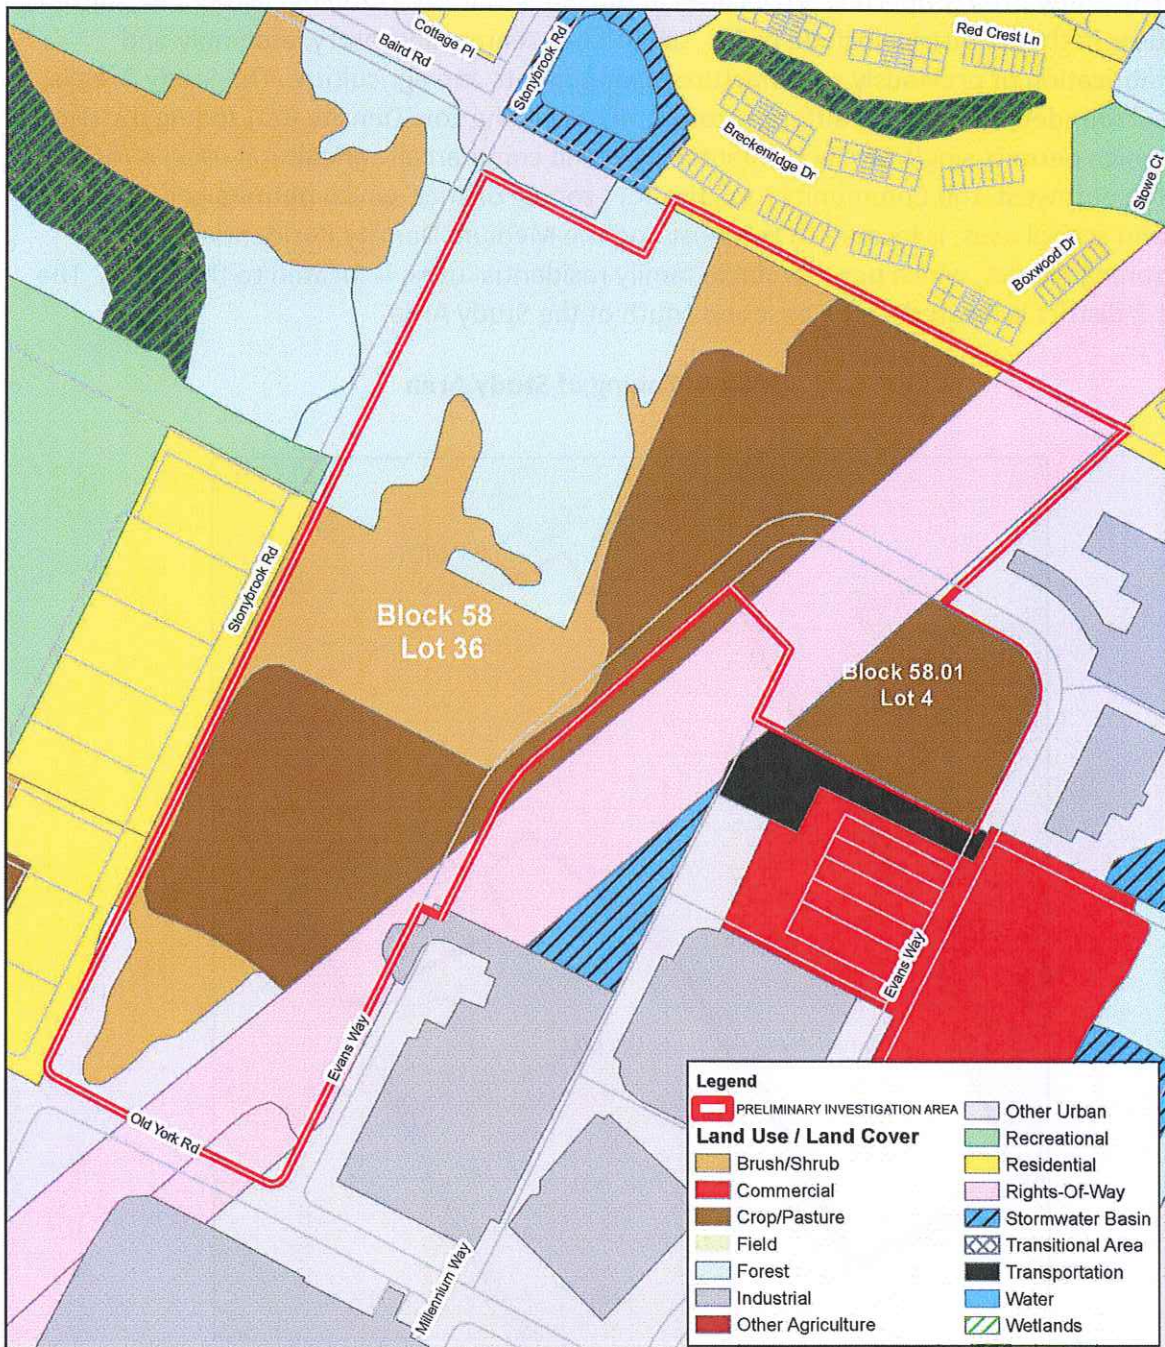 Cottage Pl
Baird Rd
Stonybrook Rd
Red Crest Ln
Breckenridge Dr
Stowe Ct
Boxwood Dr
Stonybrook Rd
Block 58
Lot 36
Block 58.01
Lot 4
Evans Way
Evans Way
Old York Rd
Millennium Way
Legend
PRELIMINARY INVESTIGATION AREA
Land Use / Land Cover
Brush/Shrub
Commercial
Crop/Pasture
Field
Forest
Industrial
Other Agriculture
Other Urban
Recreational
Residential
Rights-Of-Way
Stormwater Basin
Transitional Area
Transportation
Water
Wetlands